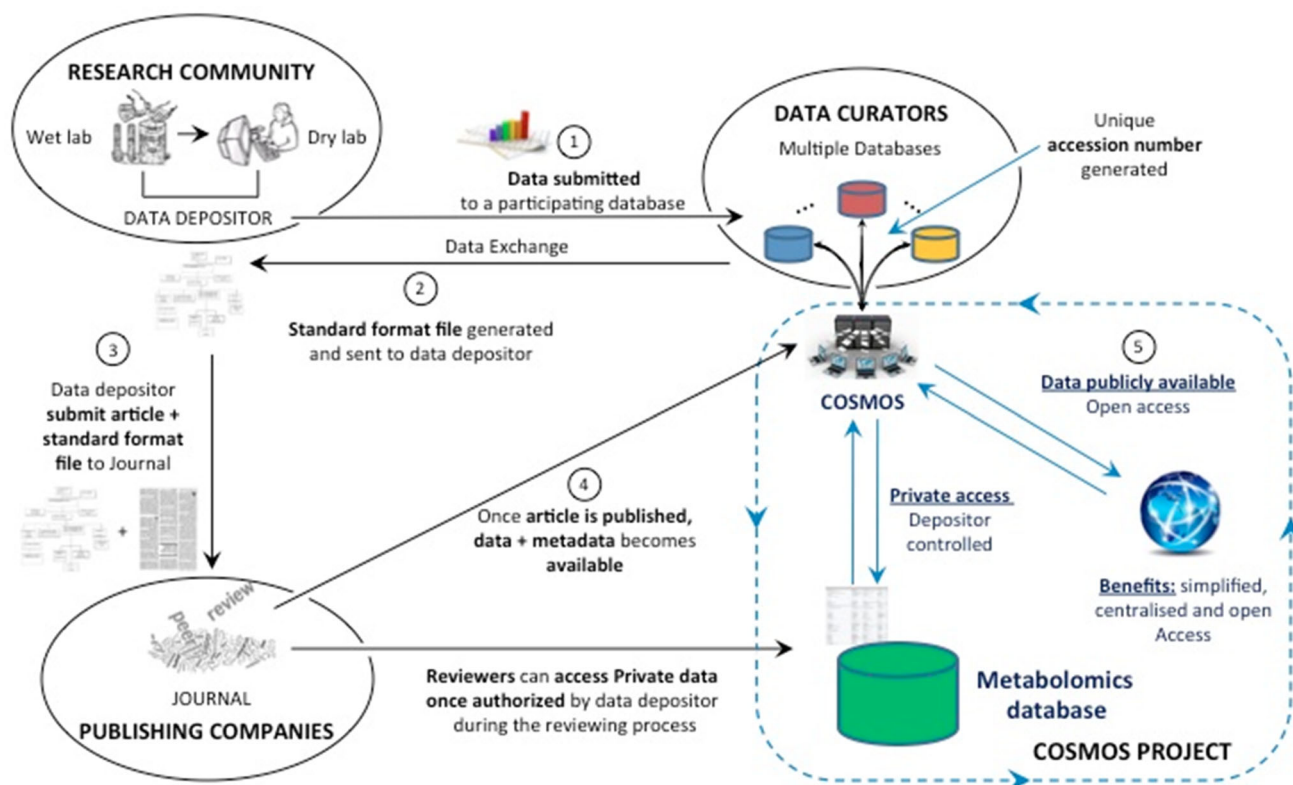 RESEARCH COMMUNITY
Wet lab
Dry lab
DATA DEPOSITOR
1
Data submitted
to a participating database
DATA CURATORS
Multiple Databases
Unique
accession number
generated
Data Exchange
2
Standard format file generated
and sent to data depositor
3
Data depositor
submit article +
standard format
file to Journal
+
4
Once article is published,
data + metadata becomes
available
COSMOS
5
Data publicly available
Open access
Private access
Depositor
controlled
Benefits: simplified,
centralised and open
Access
peer review
JOURNAL
PUBLISHING COMPANIES
Reviewers can access Private data
once authorized by data depositor
during the reviewing process
Metabolomics
database
COSMOS PROJECT